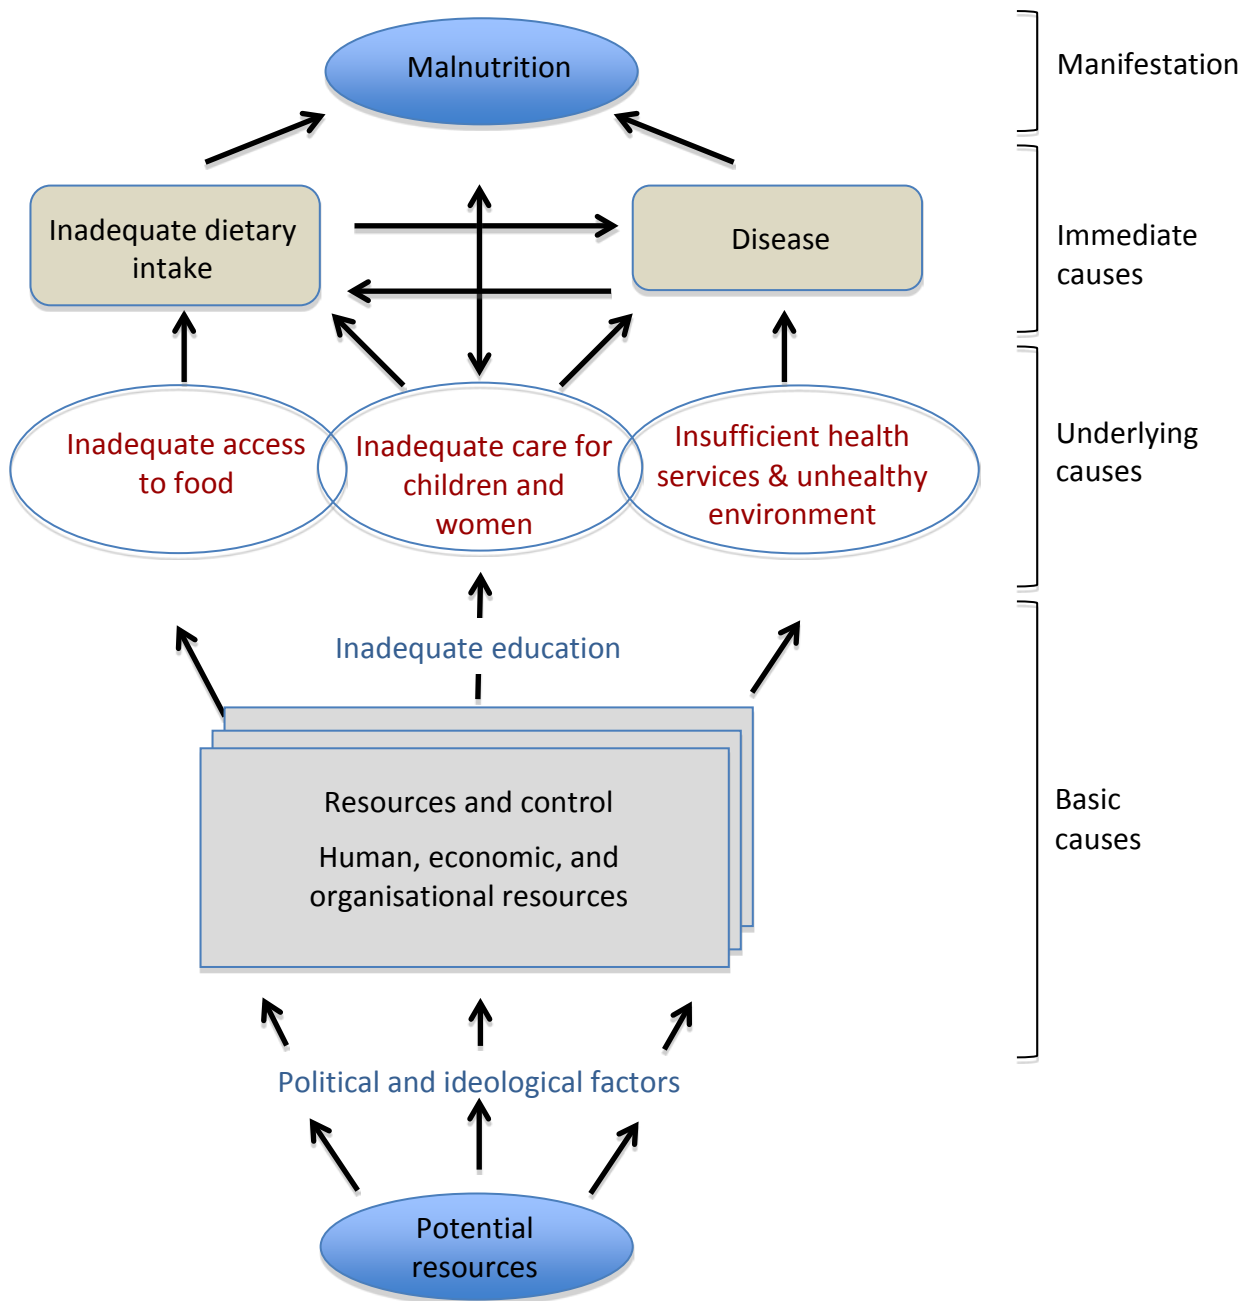 Malnutrition
Manifestation
Inadequate dietary
intake
Disease
Immediate
causes
Inadequate access
to food
Inadequate care for
children and
women
Insufficient health
services & unhealthy
environment
Underlying
causes
Inadequate education
Resources and control
Human, economic, and
organisational resources
Basic
causes
Political and ideological factors
Potential
resources